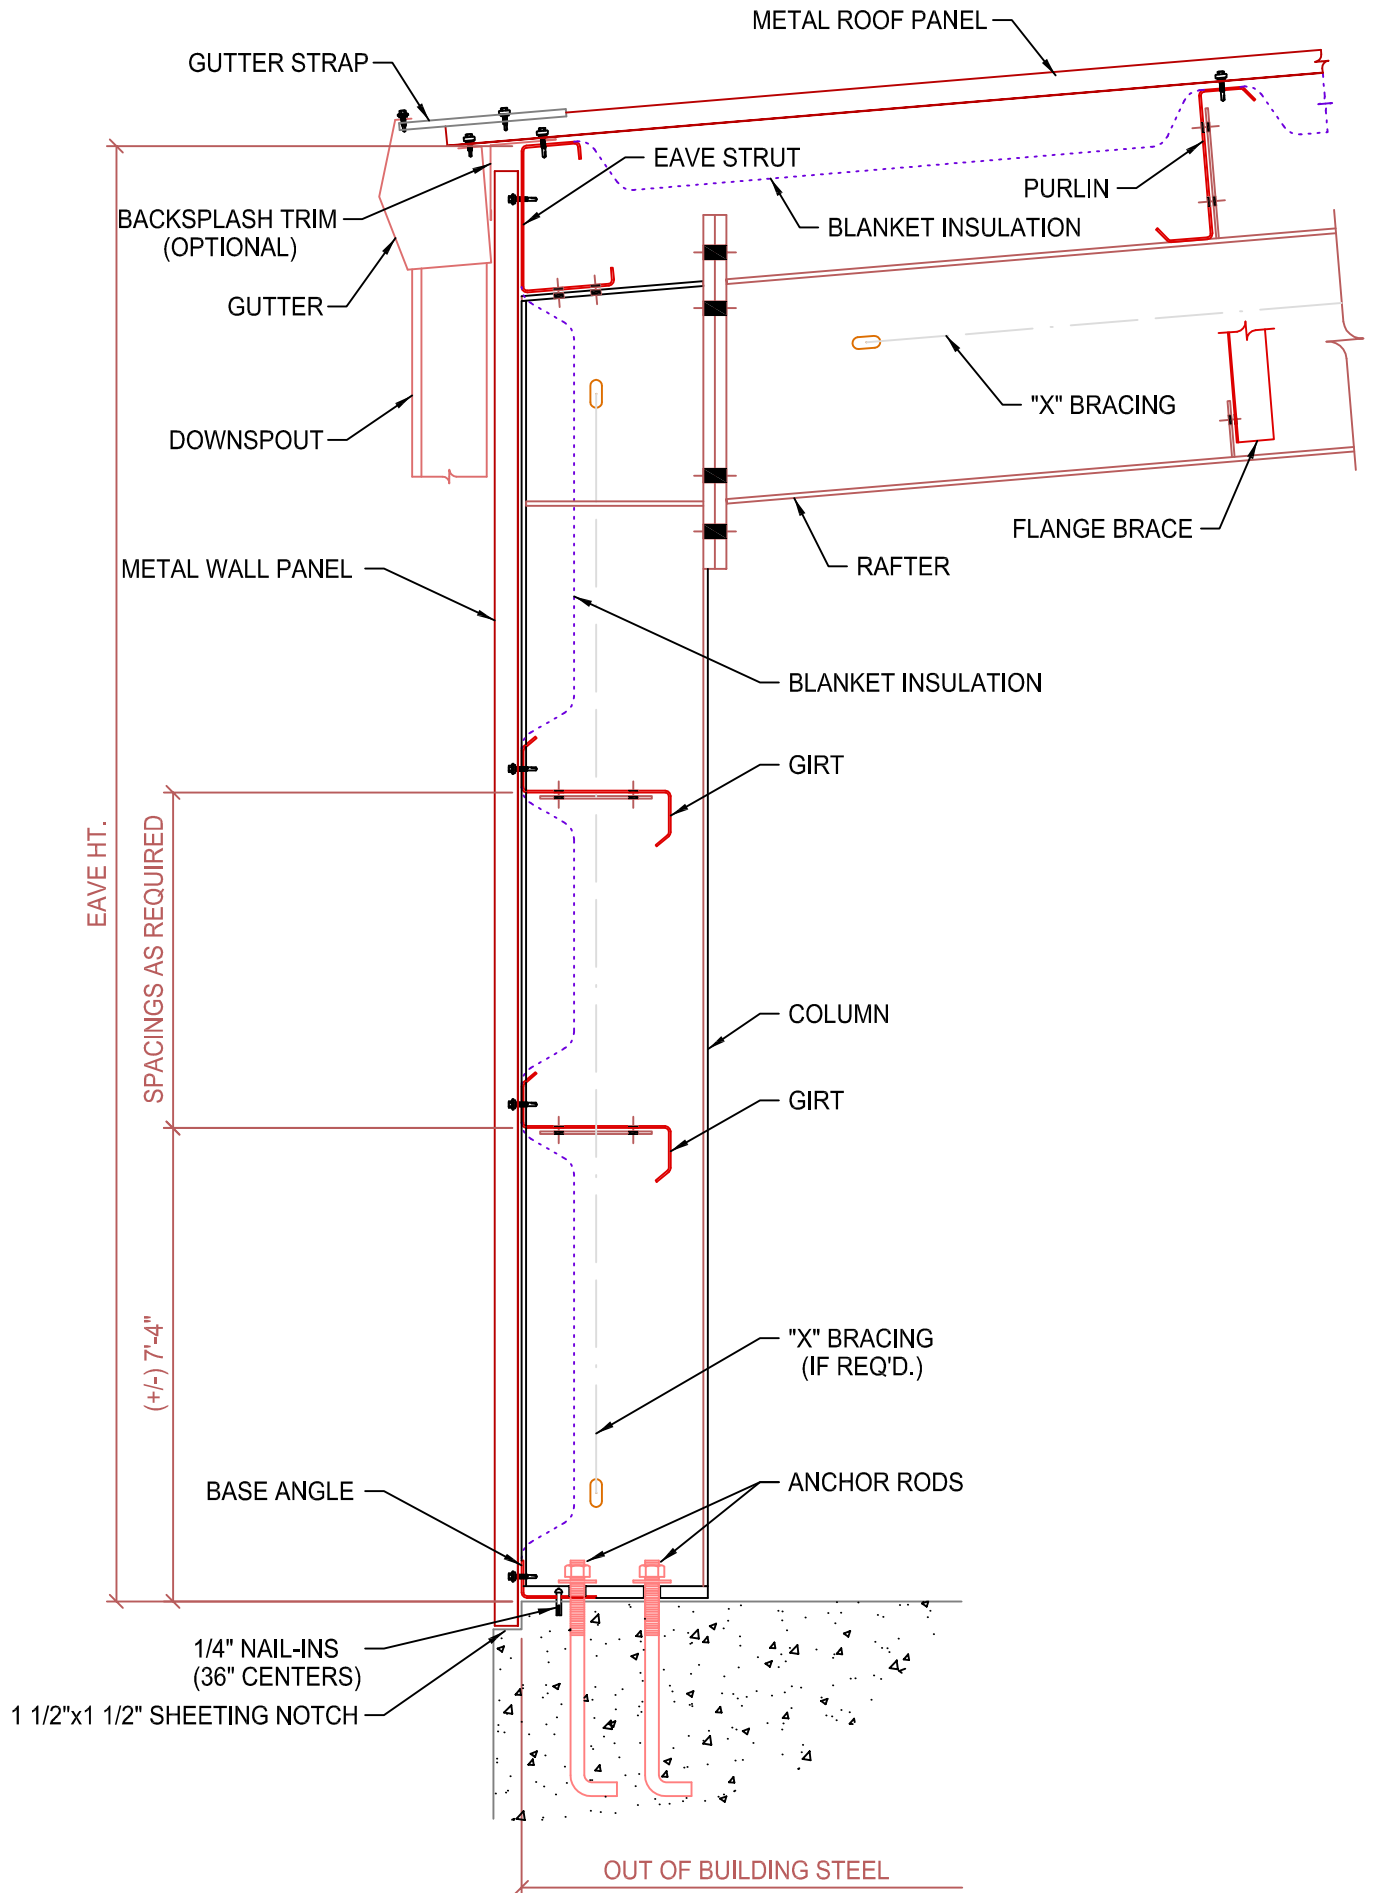 METAL ROOF PANEL
GUTTER STRAP
EAVE STRUT
PURLIN
BACKSPLASH TRIM
(OPTIONAL)
BLANKET INSULATION
GUTTER
"X" BRACING
DOWNSPOUT
FLANGE BRACE
RAFTER
METAL WALL PANEL
BLANKET INSULATION
GIRT
EAVE HT.
SPACINGS AS REQUIRED
COLUMN
GIRT
(+/-) 7'-4"
"X" BRACING
(IF REQ'D.)
BASE ANGLE
ANCHOR RODS
1/4" NAIL-INS
(36" CENTERS)
1 1/2"x1 1/2" SHEETING NOTCH
OUT OF BUILDING STEEL